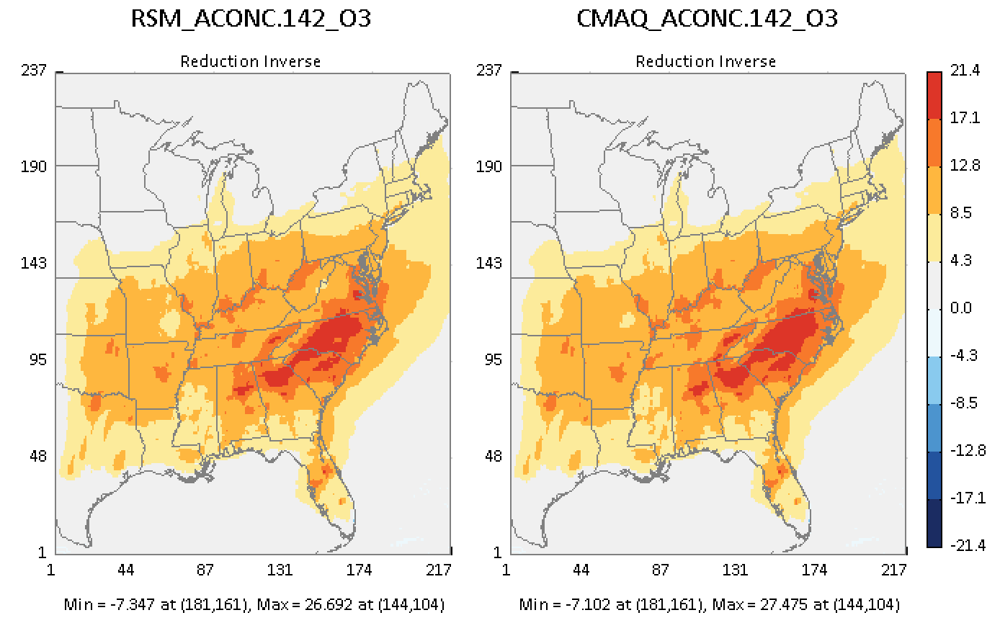 RSM_ACONC.142_O3
Reduction Inverse
237
190
143
95
48
1
1 44 87 131 174 217
Min = -7.347 at (181,161), Max = 26.692 at (144,104)
CMAQ_ACONC.142_O3
Reduction Inverse
237
190
143
95
48
1
1 44 87 131 174 217
Min = -7.102 at (181,161), Max = 27.475 at (144,104)
21.4
17.1
12.8
8.5
4.3
0.0
-4.3
-8.5
-12.8
-17.1
-21.4